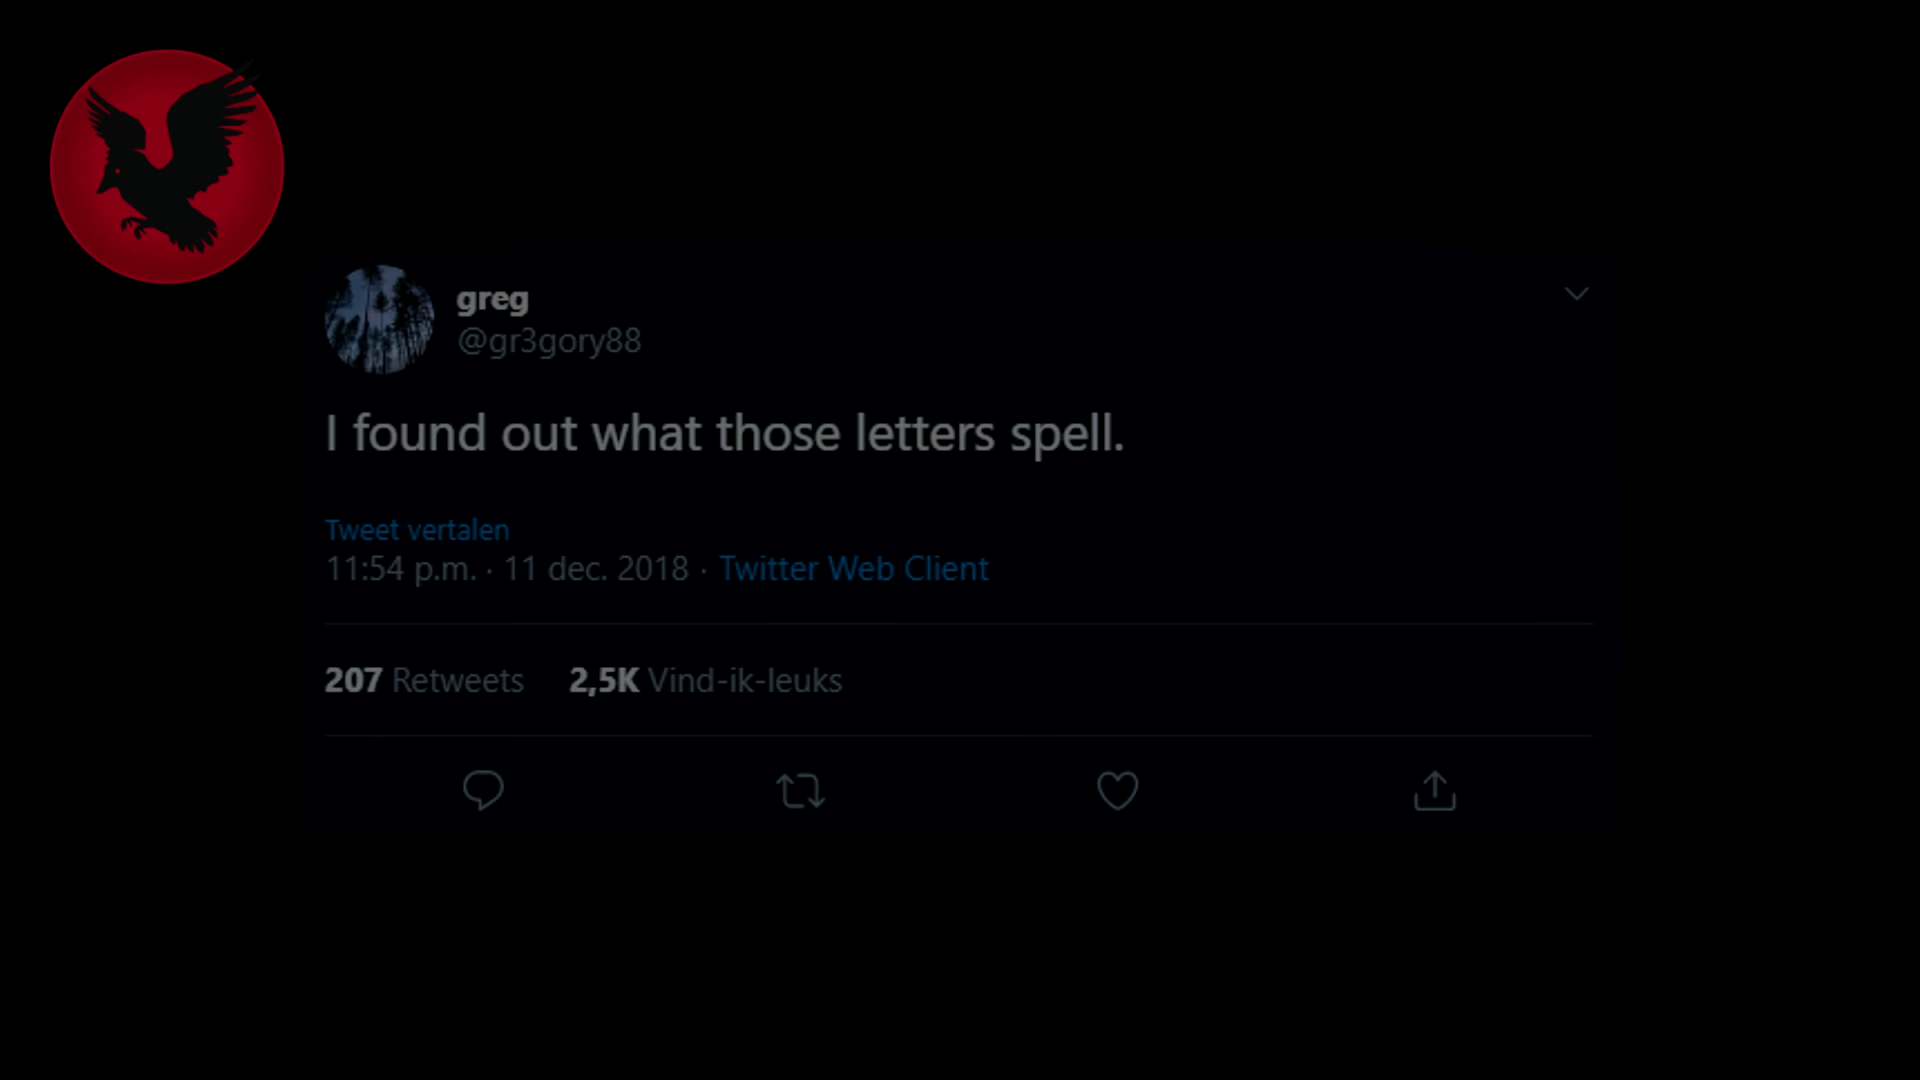 greg
@gr3gory88
I found out what those letters spell.
Tweet vertalen
11:54 p.m. · 11 dec. 2018 · Twitter Web Client
207 Retweets 2,5K Vind-ik-leuks